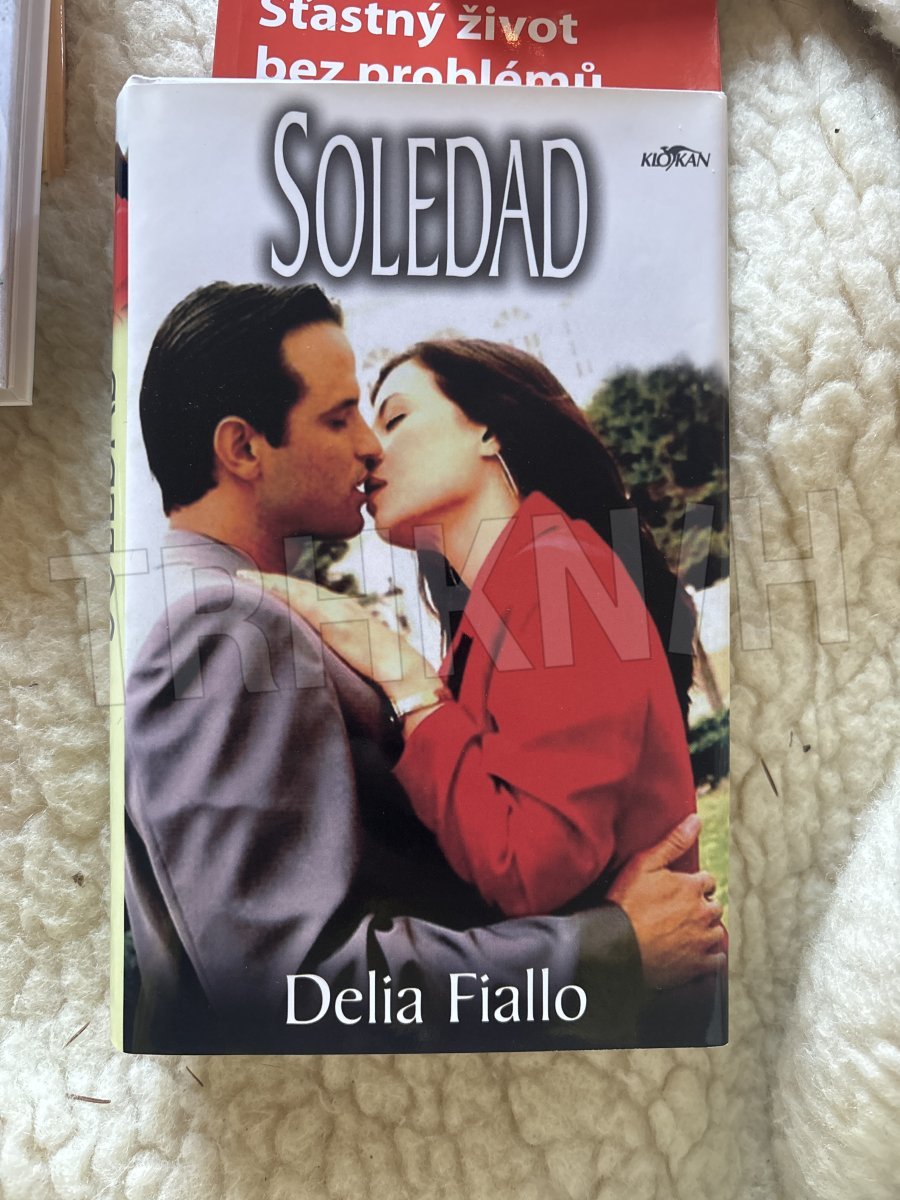 Šťastný život
bez problémů
SOLEDAD
KLOKAN
Delia Fiallo
TRHKNIH